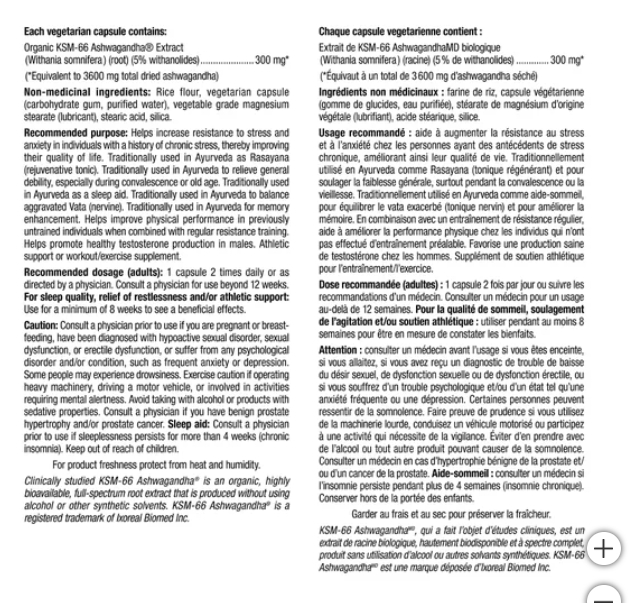 Each vegetarian capsule contains:
Organic KSM-66 Ashwagandha® Extract
(Withania somnifera) (root) (5% withanolides)..................... 300 mg*
(*Equivalent to 3600 mg total dried ashwagandha)
Non-medicinal ingredients: Rice flour, vegetarian capsule
(carbohydrate gum, purified water), vegetable grade magnesium
stearate (lubricant), stearic acid, silica.
Recommended purpose: Helps increase resistance to stress and
anxiety in individuals with a history of chronic stress, thereby improving
their quality of life. Traditionally used in Ayurveda as Rasayana
(rejuvenative tonic). Traditionally used in Ayurveda to relieve general
debility, especially during convalescence or old age. Traditionally used
in Ayurveda as a sleep aid. Traditionally used in Ayurveda to balance
aggravated Vata (nervine). Traditionally used in Ayurveda for memory
enhancement. Helps improve physical performance in previously
untrained individuals when combined with regular resistance training.
Helps promote healthy testosterone production in males. Athletic
support or workout/exercise supplement.
Recommended dosage (adults): 1 capsule 2 times daily or as
directed by a physician. Consult a physician for use beyond 12 weeks.
For sleep quality, relief of restlessness and/or athletic support:
Use for a minimum of 8 weeks to see a beneficial effects.
Caution: Consult a physician prior to use if you are pregnant or breast-
feeding, have been diagnosed with hypoactive sexual disorder, sexual
dysfunction, or erectile dysfunction, or suffer from any psychological
disorder and/or condition, such as frequent anxiety or depression.
Some people may experience drowsiness. Exercise caution if operating
heavy machinery, driving a motor vehicle, or involved in activities
requiring mental alertness. Avoid taking with alcohol or products with
sedative properties. Consult a physician if you have benign prostate
hypertrophy and/or prostate cancer. Sleep aid: Consult a physician
prior to use if sleeplessness persists for more than 4 weeks (chronic
insomnia). Keep out of reach of children.
For product freshness protect from heat and humidity.
Clinically studied KSM-66 Ashwagandha® is an organic, highly
bioavailable, full-spectrum root extract that is produced without using
alcohol or other synthetic solvents. KSM-66 Ashwagandha® is a
registered trademark of Ixoreal Biomed Inc.
Chaque capsule vegetarienne contient :
Extrait de KSM-66 AshwagandhaMD biologique
(Withania somnifera) (racine) (5 % de withanolides) ............. 300 mg*
(*Équivaut à un total de 3 600 mg d'ashwagandha séché)
Ingrédients non médicinaux : farine de riz, capsule végétarienne
(gomme de glucides, eau purifiée), stéarate de magnésium d'origine
végétale (lubrifiant), acide stéarique, silice.
Usage recommandé : aide à augmenter la résistance au stress
et à l'anxiété chez les personnes ayant des antécédents de stress
chronique, améliorant ainsi leur qualité de vie. Traditionnellement
utilisé en Ayurveda comme Rasayana (tonique régénérant) et pour
soulager la faiblesse générale, surtout pendant la convalescence ou la
vieillesse. Traditionnellement utilisé en Ayurveda comme aide-sommeil,
pour équilibrer le vata exacerbé (tonique nervin) et pour améliorer la
mémoire. En combinaison avec un entraînement de résistance régulier,
aide à améliorer la performance physique chez les individus qui n'ont
pas effectué d'entraînement préalable. Favorise une production saine
de testostérone chez les hommes. Supplément de soutien athlétique
pour l'entraînement/l'exercice.
Dose recommandée (adultes) : 1 capsule 2 fois par jour ou suivre les
recommandations d'un médecin. Consulter un médecin pour un usage
au-delà de 12 semaines. Pour la qualité de sommeil, soulagement
de l'agitation et/ou soutien athlétique : utiliser pendant au moins 8
semaines pour être en mesure de constater les bienfaits.
Attention : consulter un médecin avant l'usage si vous êtes enceinte,
si vous allaitez, si vous avez reçu un diagnostic de trouble de baisse
du désir sexuel, de dysfonction sexuelle ou de dysfonction érectile, ou
si vous souffrez d'un trouble psychologique et/ou d'un état tel qu'une
anxiété fréquente ou une dépression. Certaines personnes peuvent
ressentir de la somnolence. Faire preuve de prudence si vous utilisez
de la machinerie lourde, conduisez un véhicule motorisé ou participez
à une activité qui nécessite de la vigilance. Éviter d'en prendre avec
de l'alcool ou tout autre produit pouvant causer de la somnolence.
Consulter un médecin en cas d'hypertrophie bénigne de la prostate et/
ou d'un cancer de la prostate. Aide-sommeil : consulter un médecin si
l'insomnie persiste pendant plus de 4 semaines (insomnie chronique).
Conserver hors de la portée des enfants.
Garder au frais et au sec pour préserver la fraîcheur.
KSM-66 Ashwagandhaᴹᴰ, qui a fait l'objet d'études cliniques, est un
extrait de racine biologique, hautement biodisponible et à spectre complet,
produit sans utilisation d'alcool ou autres solvants synthétiques. KSM-66
Ashwagandhaᴹᴰ est une marque déposée d'Ixoreal Biomed Inc.